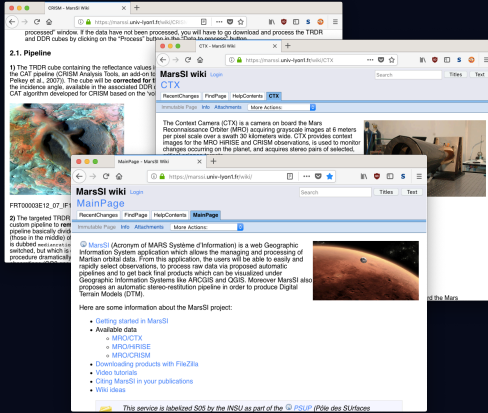 CRISM - MarsSI wiki
https://marssi.univ-lyon1.fr/wiki/CRISM
processed" window. If the data have not been processed, you will have to go download and process the TRDR
and DDR cubes by clicking on the "Process" button in the "Data to process" button.
2.1. Pipeline
1) The TRDR cube containing the reflectance values
the CAT pipeline (CRISM Analysis Tools, an add-on to
Pelkey et al., 2007)). The cube will be corrected for
the incidence angle, available in the associated DDR
CAT algorithm developed for CRISM based on the 'vo
FRT00003E12_07_IF1
2) The targeted TRDR
custom pipeline to rem
pipeline basically divid
(those in the middle) of
is dubbed
switched, but which is
procedure dramatically
CTX - MarsSI wiki
https://marssi.univ-lyon1.fr/wiki/CTX
MarsSI wiki Login
Search Titles Text
CTX
RecentChanges FindPage HelpContents CTX
Immutable Page Info Attachments More Actions:
The Context Camera (CTX) is a camera on board the Mars
Reconnaissance Orbiter (MRO) acquiring grayscale images at 6 meters
per pixel scale over a swath 30 kilometers wide. CTX provides context
images for the MRO HiRISE and CRISM observations, is used to monitor
changes occurring on the planet, and acquires stereo pairs of selected,
rd the Mars
MainPage - MarsSI wiki
https://marssi.univ-lyon1.fr/wiki/
MarsSI wiki Login
Search Titles Text
MainPage
RecentChanges FindPage HelpContents MainPage
Immutable Page Info Attachments More Actions:
MarsSI (Acronym of MARS Système d'Information) is a web Geographic
Information System application which allows the managing and processing of
Martian orbital data. From this application, the users will be able to easily and
rapidly select observations, to process raw data via proposed automatic
pipelines and to get back final products which can be visualized under
Geographic Information Systems like ARCGIS and QGIS. Moreover MarsSI also
proposes an automatic stereo-restitution pipeline in order to produce Digital
Terrain Models (DTM).
Here are some information about the MarsSI project:
Getting started in MarsSI
Available data
MRO/CTX
MRO/HiRISE
MRO/CRISM
Downloading products with FileZilla
Video tutorials
Citing MarsSI in your publications
Wiki ideas
This service is labelized S05 by the INSU as part of the PSUP (Pôle des SUrfaces